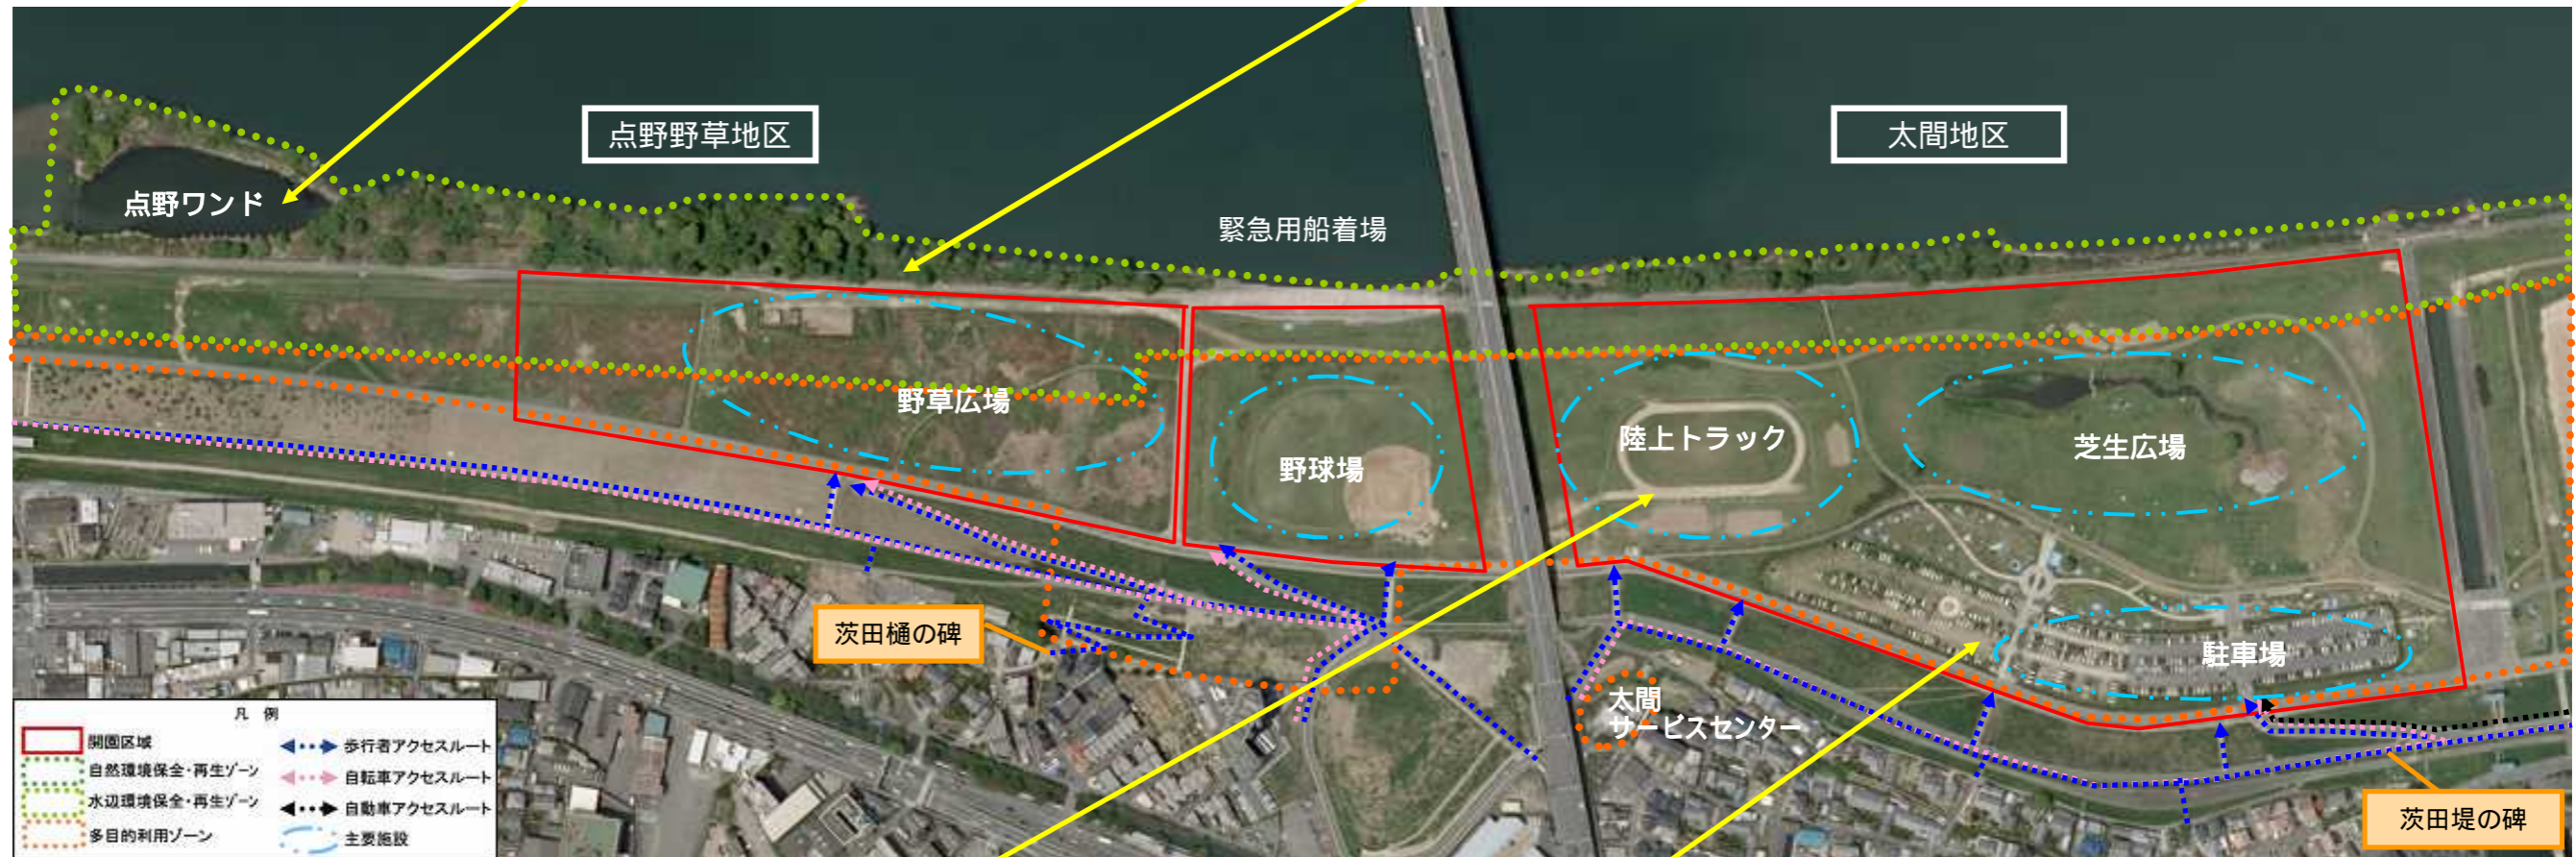 点野野草地区
太間地区
点野ワンド
緊急用船着場
野草広場
野球場
陸上トラック
芝生広場
茨田樋の碑
駐車場
太間
サービスセンター
茨田堤の碑
凡 例
開園区域
自然環境保全・再生ゾーン
水辺環境保全・再生ゾーン
多目的利用ゾーン
歩行者アクセスルート
自転車アクセスルート
自動車アクセスルート
主要施設